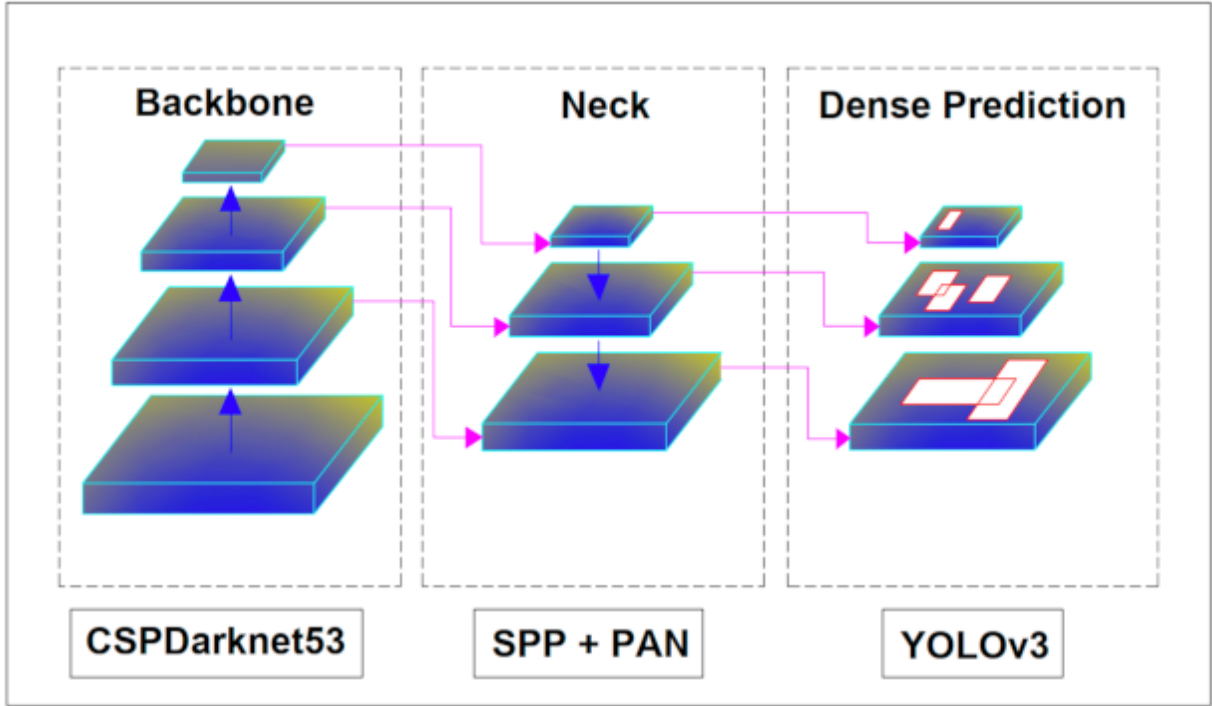 Backbone
Neck
Dense Prediction
CSPDarknet53
SPP + PAN
YOLOv3